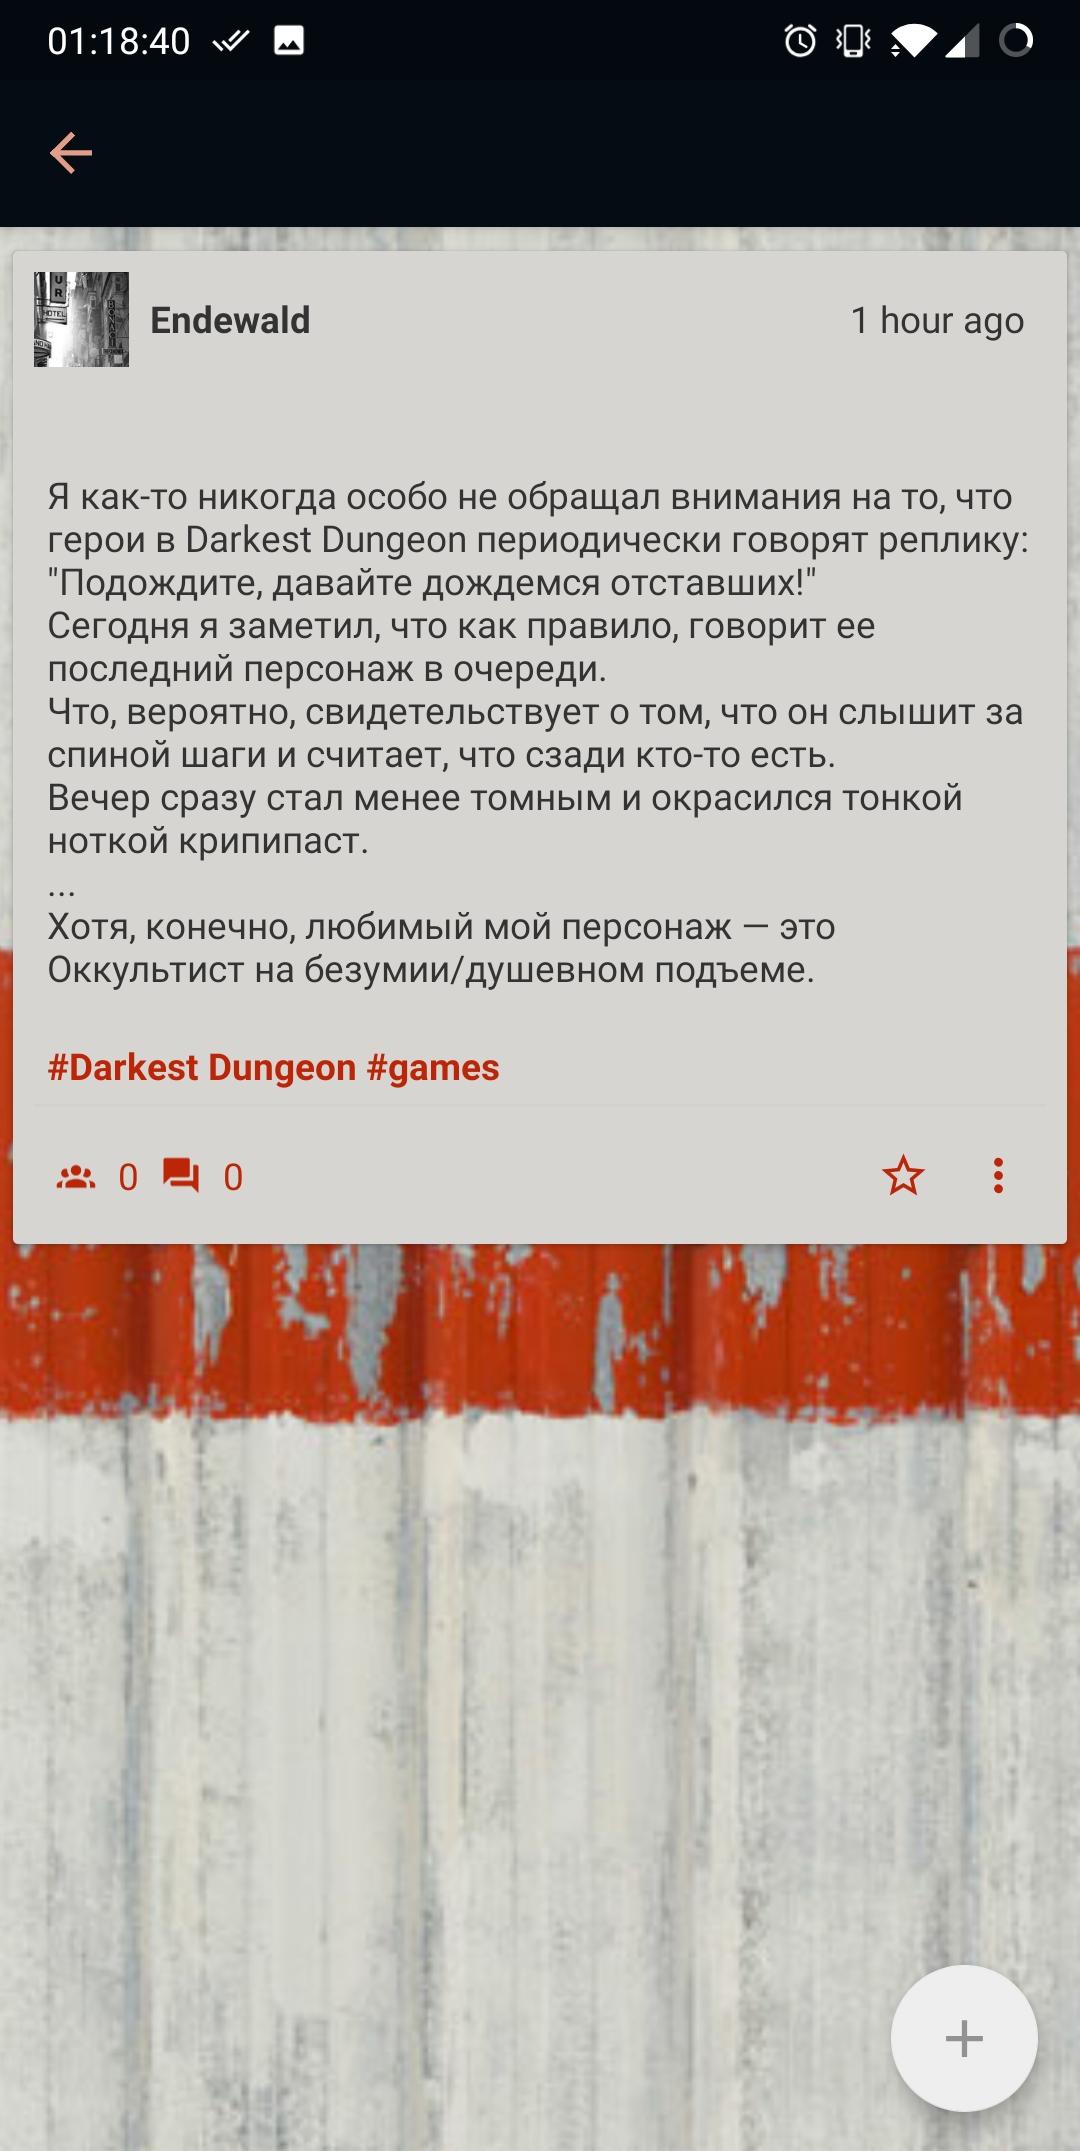 01:18:40
Endewald
1 hour ago
Я как-то никогда особо не обращал внимания на то, что
герои в Darkest Dungeon периодически говорят реплику:
"Подождите, давайте дождемся отставших!"
Сегодня я заметил, что как правило, говорит ее
последний персонаж в очереди.
Что, вероятно, свидетельствует о том, что он слышит за
спиной шаги и считает, что сзади кто-то есть.
Вечер сразу стал менее томным и окрасился тонкой
ноткой крипипаст.
...
Хотя, конечно, любимый мой персонаж — это
Оккультист на безумии/душевном подъеме.
#Darkest Dungeon #games
0 0